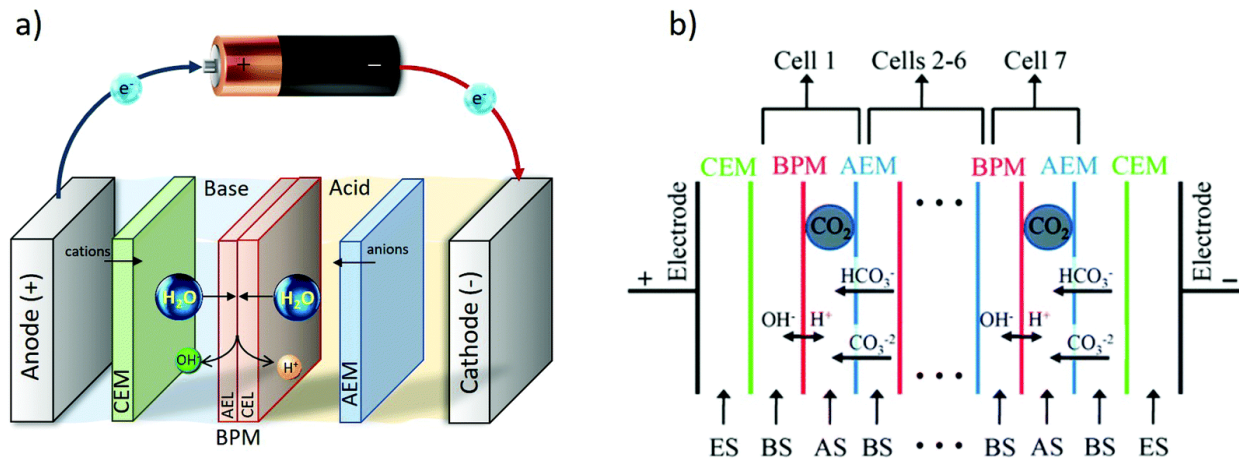 a)
+
−
e-
e-
Base
Acid
cations
anions
H2O
H2O
OH-
H+
Anode (+)
CEM
AEL
CEL
BPM
AEM
Cathode (-)
b)
Cell 1
Cells 2-6
Cell 7
CEM
BPM
AEM
BPM
AEM
CEM
Electrode
+
CO2
• • •
CO2
Electrode
−
HCO3-
HCO3-
OH-
H+
OH-
H+
CO3-2
CO3-2
• • •
ES
BS
AS
BS
• • •
BS
AS
BS
ES